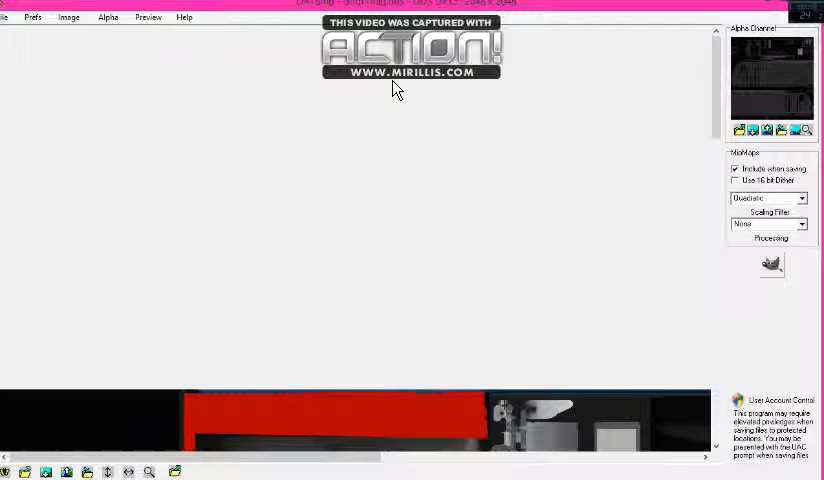 THIS VIDEO WAS CAPTURED WITH
ACTION!
WWW.MIRILLIS.COM
24
Prefs Image Alpha Preview Help
Alpha Channel
MipMaps
Include when saving
Use 16 bit Dither
Quadratic
Scaling Filter
None
Processing
User Account Control
This program may require
elevated priviledges when
saving files to protected
locations. You may be
presented with the UAC
prompt when saving files